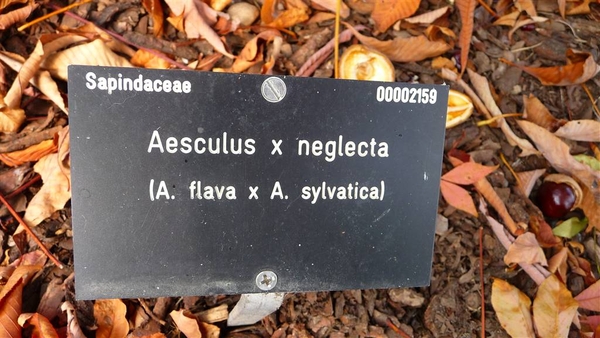 Sapindaceae 00002159
Aesculus x neglecta
(A. flava x A. sylvatica)